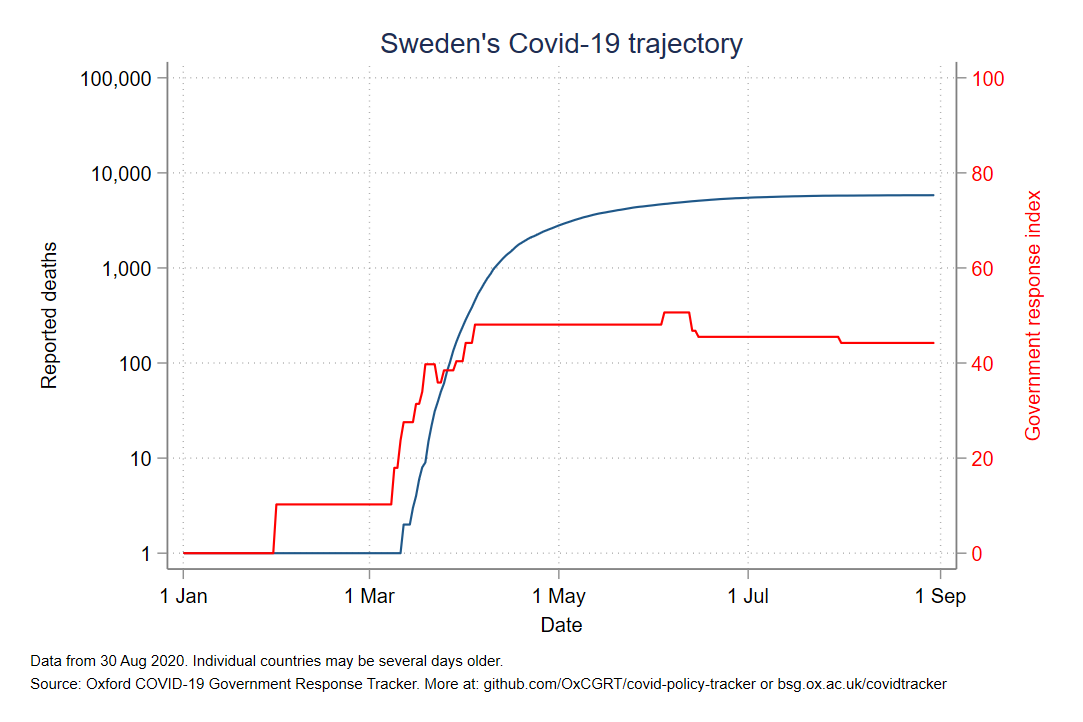 Sweden's Covid-19 trajectory
100,000
10,000
1,000
100
10
1
Reported deaths
100
80
60
40
20
0
Government response index
1 Jan
1 Mar
1 May
1 Jul
1 Sep
Date
Data from 30 Aug 2020. Individual countries may be several days older.
Source: Oxford COVID-19 Government Response Tracker. More at: github.com/OxCGRT/covid-policy-tracker or bsg.ox.ac.uk/covidtracker